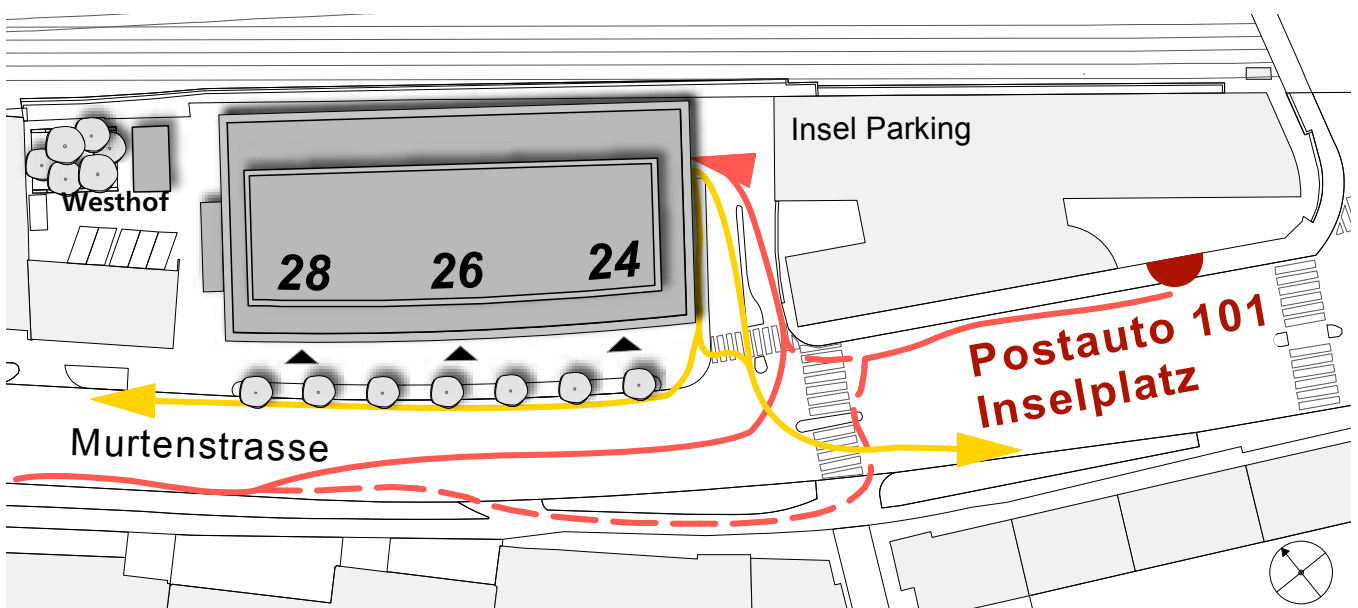 Insel Parking
Westhof
28
26
24
Postauto 101
Inselplatz
Murtenstrasse